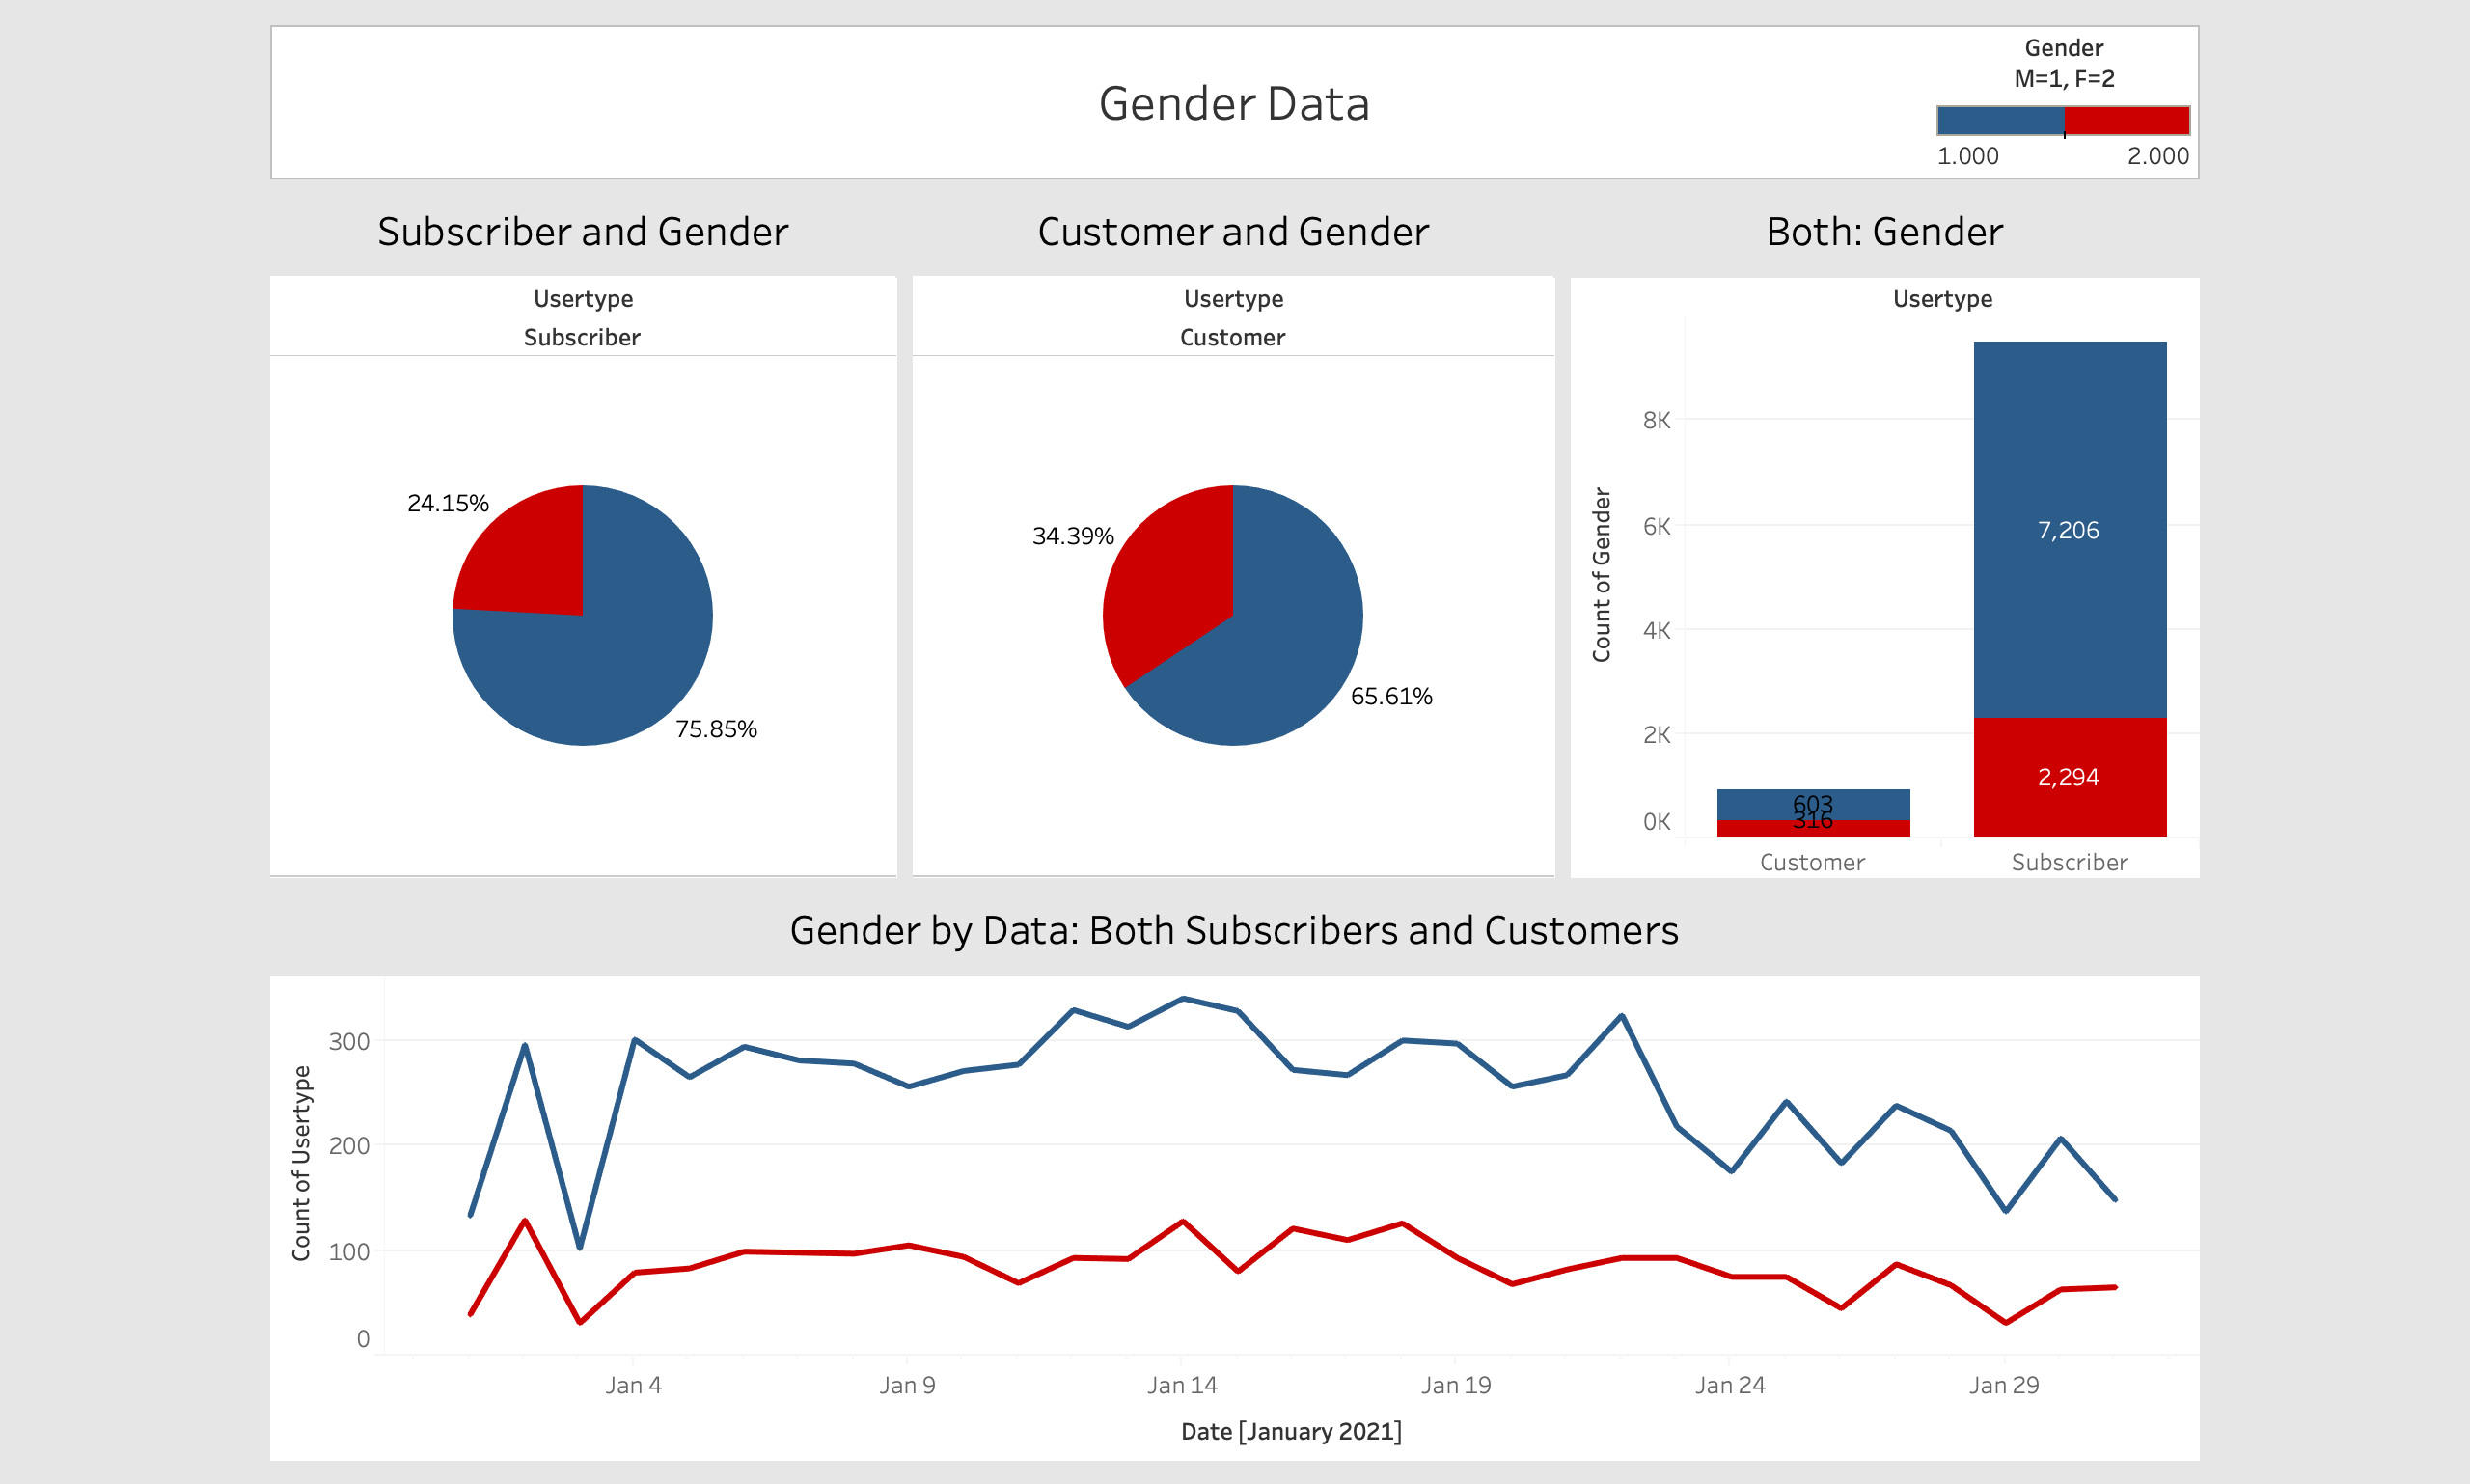 Gender Data
Gender
M=1, F=2
1.000 2.000
Subscriber and Gender
Usertype
Subscriber
24.15%
75.85%
Customer and Gender
Usertype
Customer
34.39%
65.61%
Both: Gender
Usertype
Count of Gender
8K
6K
4K
2K
0K
7,206
2,294
603
316
Customer Subscriber
Gender by Data: Both Subscribers and Customers
Count of Usertype
300
200
100
0
Jan 4 Jan 9 Jan 14 Jan 19 Jan 24 Jan 29
Date [January 2021]